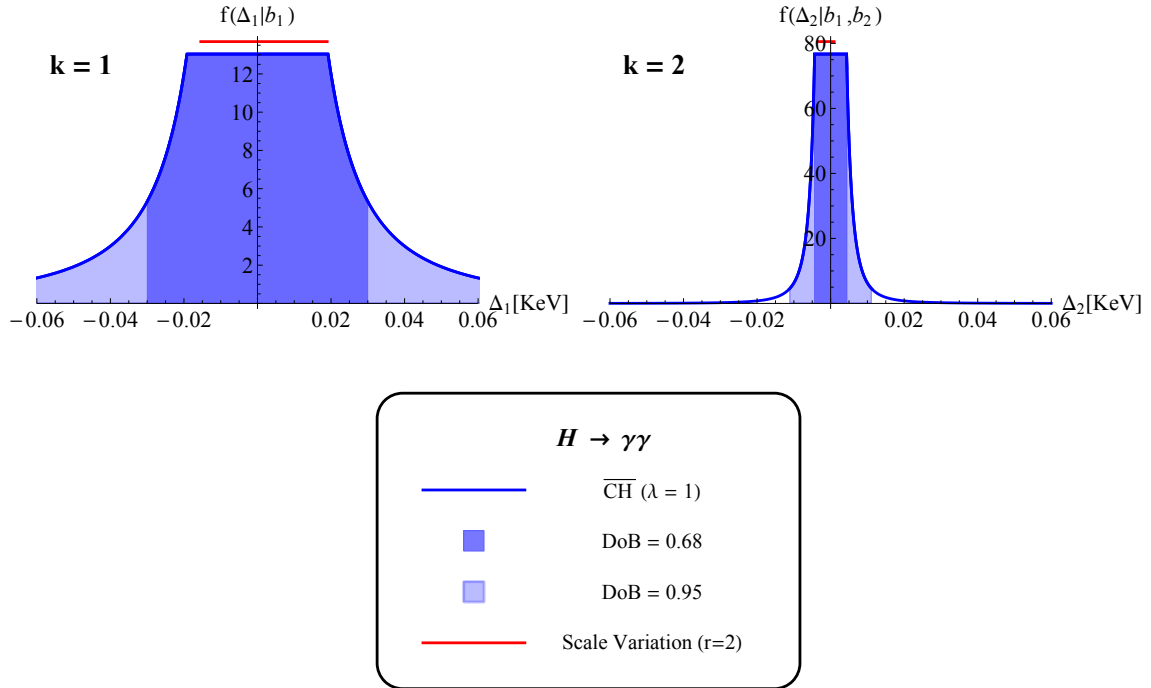 f(Δ₁|b₁)
k = 1
12
10
8
6
4
2
−0.06 −0.04 −0.02 0.02 0.04 0.06
Δ₁[KeV]
f(Δ₂|b₁,b₂)
k = 2
80
60
40
20
−0.06 −0.04 −0.02 0.02 0.04 0.06
Δ₂[KeV]
H → γγ
C̅H̅ (λ = 1)
DoB = 0.68
DoB = 0.95
Scale Variation (r=2)